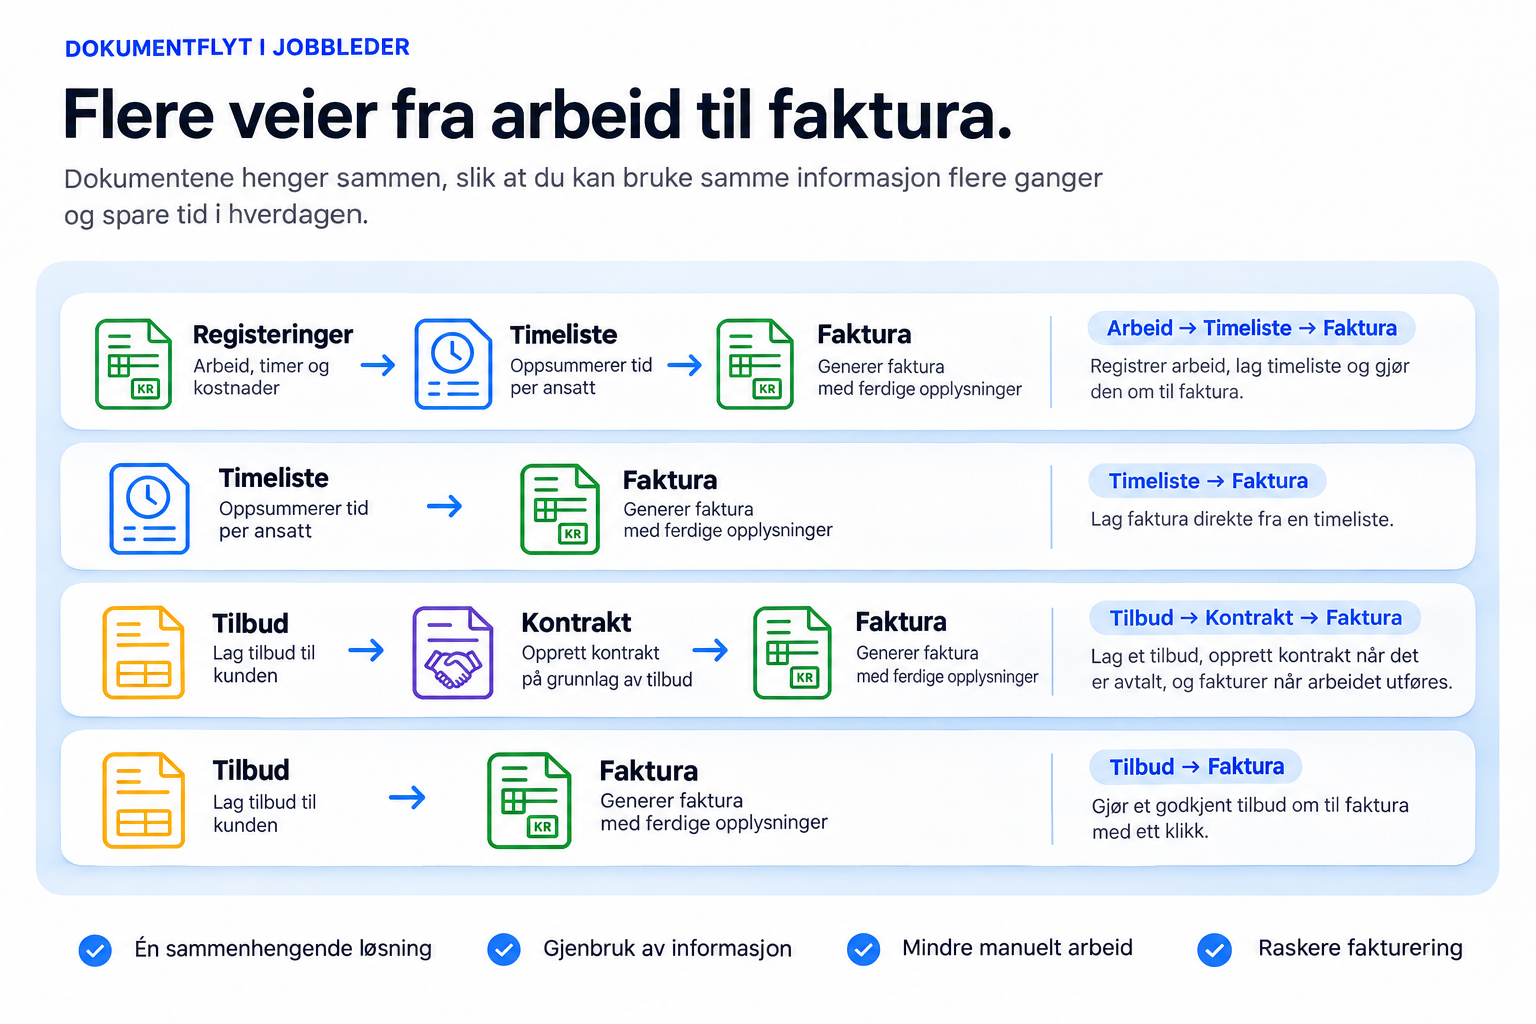 DOKUMENTFLYT I JOBBLEDER
Flere veier fra arbeid til faktura.
Dokumentene henger sammen, slik at du kan bruke samme informasjon flere ganger
og spare tid i hverdagen.
Registeringer
Arbeid, timer og
kostnader
KR
→
Timeliste
Oppsummerer tid
per ansatt
→
Faktura
Generer faktura
med ferdige opplysninger
KR
Arbeid → Timeliste → Faktura
Registrer arbeid, lag timeliste og gjør
den om til faktura.
Timeliste
Oppsummerer tid
per ansatt
→
Faktura
Generer faktura
med ferdige opplysninger
KR
Timeliste → Faktura
Lag faktura direkte fra en timeliste.
Tilbud
Lag tilbud til
kunden
→
Kontrakt
Opprett kontrakt
på grunnlag av tilbud
→
Faktura
Generer faktura
med ferdige opplysninger
KR
Tilbud → Kontrakt → Faktura
Lag et tilbud, opprett kontrakt når det
er avtalt, og fakturer når arbeidet utføres.
Tilbud
Lag tilbud til
kunden
→
Faktura
Generer faktura
med ferdige opplysninger
KR
Tilbud → Faktura
Gjør et godkjent tilbud om til faktura
med ett klikk.
Én sammenhengende løsning
Gjenbruk av informasjon
Mindre manuelt arbeid
Raskere fakturering